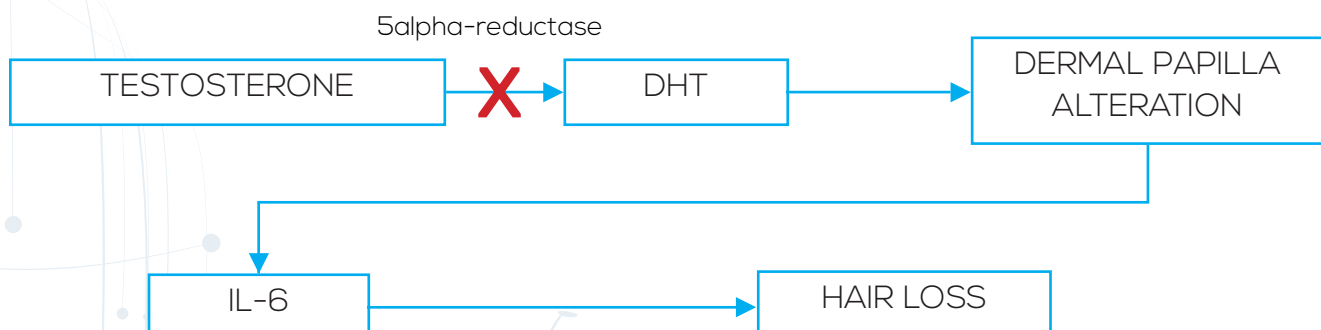 5alpha-reductase
TESTOSTERONE
X
DHT
DERMAL PAPILLA
ALTERATION
IL-6
HAIR LOSS